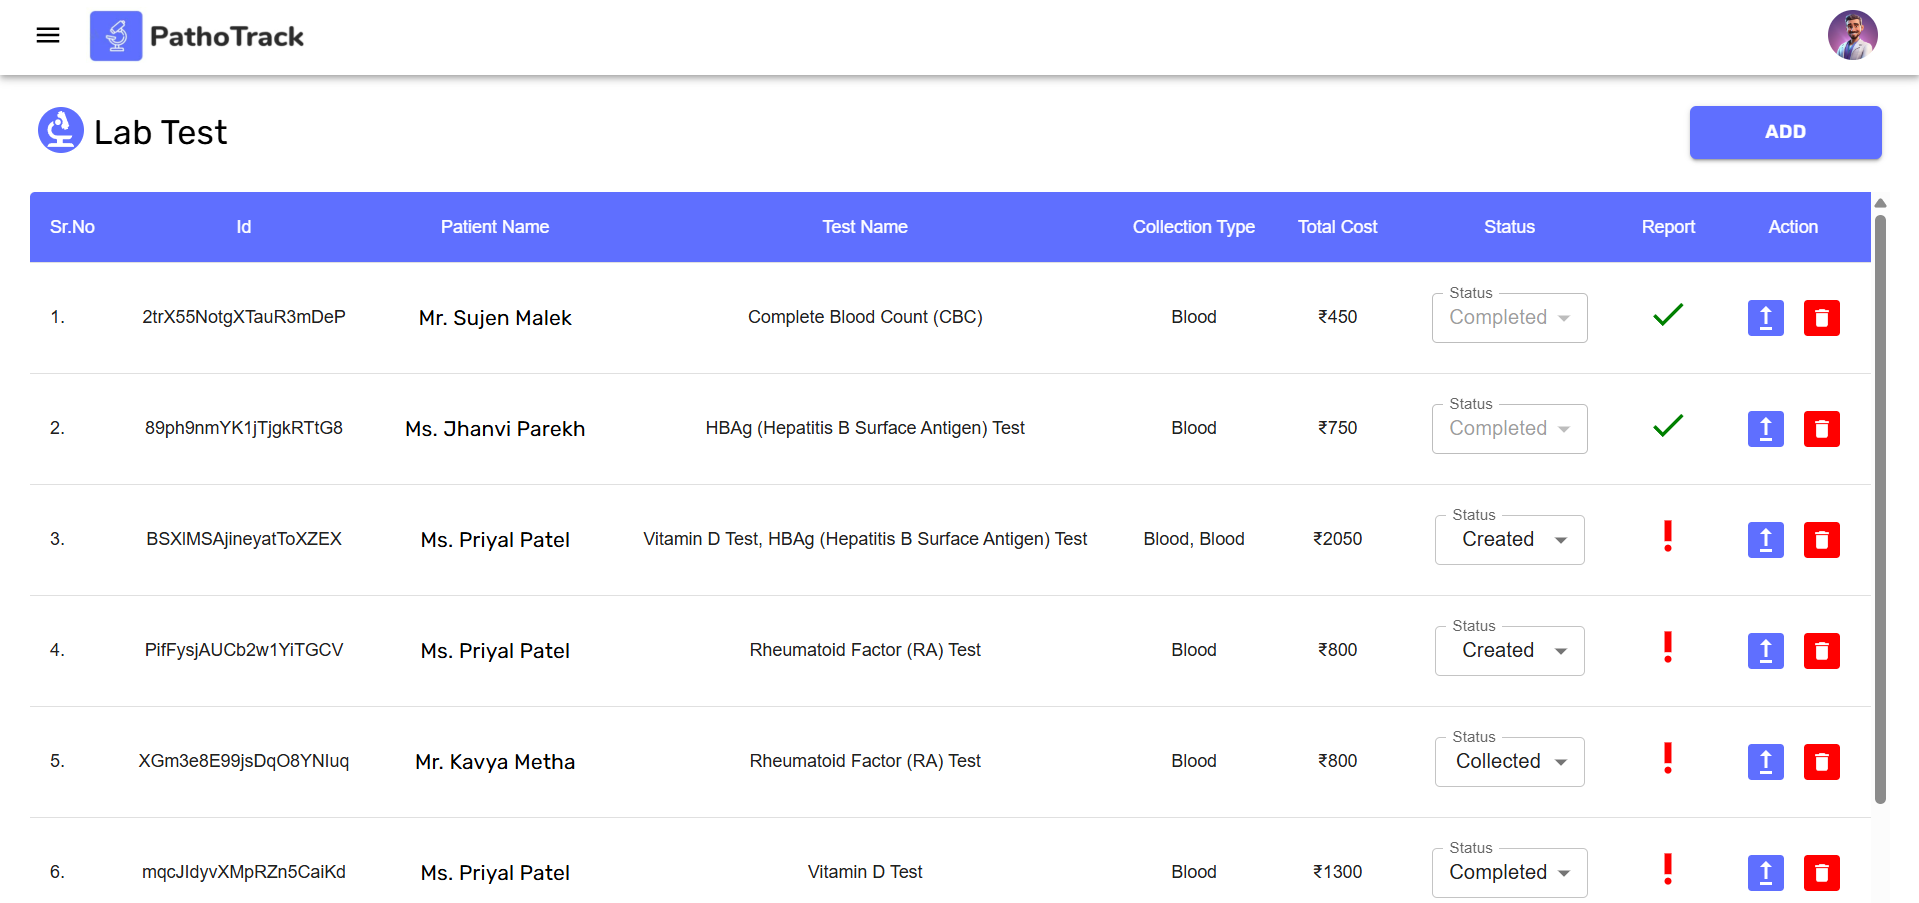 PathoTrack
Lab Test
ADD
Sr.No Id Patient Name Test Name Collection Type Total Cost Status Report Action
Status
1. 2trX55NotgXTauR3mDeP Mr. Sujen Malek Complete Blood Count (CBC) Blood ₹450 Completed
Status
2. 89ph9nmYK1jTjgkRTtG8 Ms. Jhanvi Parekh HBAg (Hepatitis B Surface Antigen) Test Blood ₹750 Completed
Status
3. BSXlMSAjineyatToXZEX Ms. Priyal Patel Vitamin D Test, HBAg (Hepatitis B Surface Antigen) Test Blood, Blood ₹2050 Created
Status
4. PifFysjAUCb2w1YiTGCV Ms. Priyal Patel Rheumatoid Factor (RA) Test Blood ₹800 Created
Status
5. XGm3e8E99jsDqO8YNIuq Mr. Kavya Metha Rheumatoid Factor (RA) Test Blood ₹800 Collected
Status
6. mqcJIdyvXMpRZn5CaiKd Ms. Priyal Patel Vitamin D Test Blood ₹1300 Completed